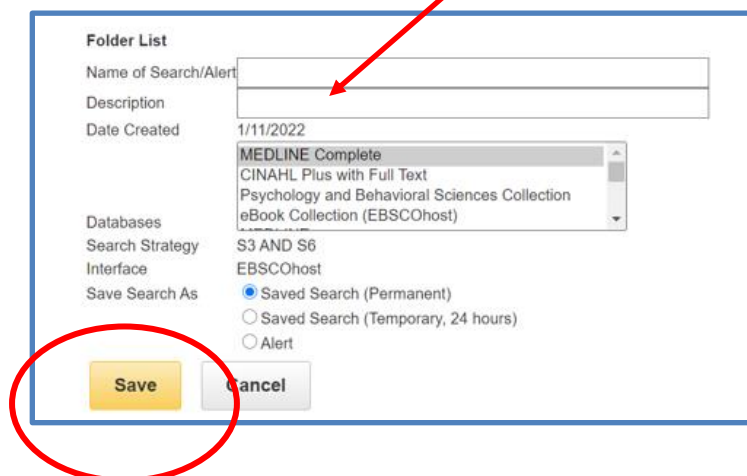 Folder List
Name of Search/Alert
Description
Date Created 1/11/2022
MEDLINE Complete
CINAHL Plus with Full Text
Psychology and Behavioral Sciences Collection
eBook Collection (EBSCOhost)
Databases
Search Strategy S3 AND S6
Interface EBSCOhost
Save Search As Saved Search (Permanent)
Saved Search (Temporary, 24 hours)
Alert
Save Cancel